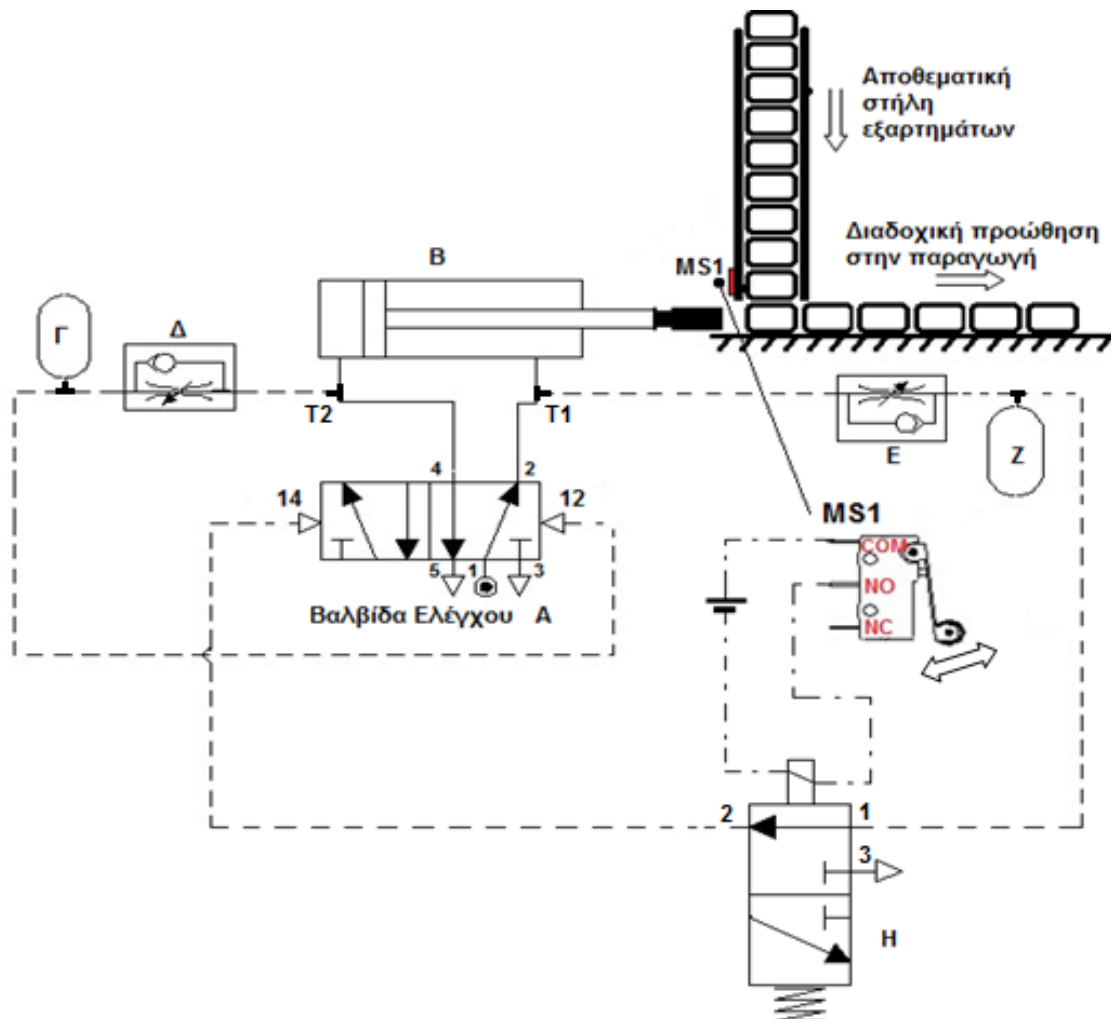 Αποθεματική
στήλη
εξαρτημάτων
Διαδοχική προώθηση
στην παραγωγή
MS1
B
Γ
Δ
T2
T1
E
Z
4
2
14
12
5
1
3
Βαλβίδα Ελέγχου A
MS1
COM
NO
NC
2
1
3
H